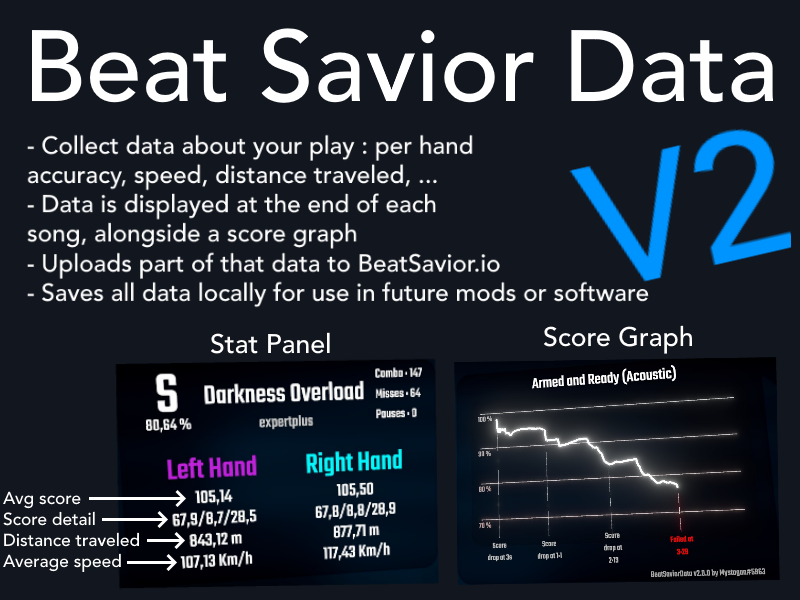 Beat Savior Data
V2
- Collect data about your play : per hand
accuracy, speed, distance traveled, ...
- Data is displayed at the end of each
song, alongside a score graph
- Uploads part of that data to BeatSavior.io
- Saves all data locally for use in future mods or software
Stat Panel
S
80,64 %
Darkness Overload
expertplus
Combo • 147
Misses • 64
Pauses • 0
Left Hand
Right Hand
Avg score
105,14
105,50
Score detail
67,9/8,7/28,5
67,8/8,8/28,9
Distance traveled
843,12 m
877,71 m
Average speed
107,13 Km/h
117,43 Km/h
Score Graph
Armed and Ready (Acoustic)
100 %
90 %
80 %
70 %
Score
drop at 3s
Score
drop at 1:1
Score
drop at
2:13
Failed at
BeatSaviorData v2.0.0 by Mystogan#5963